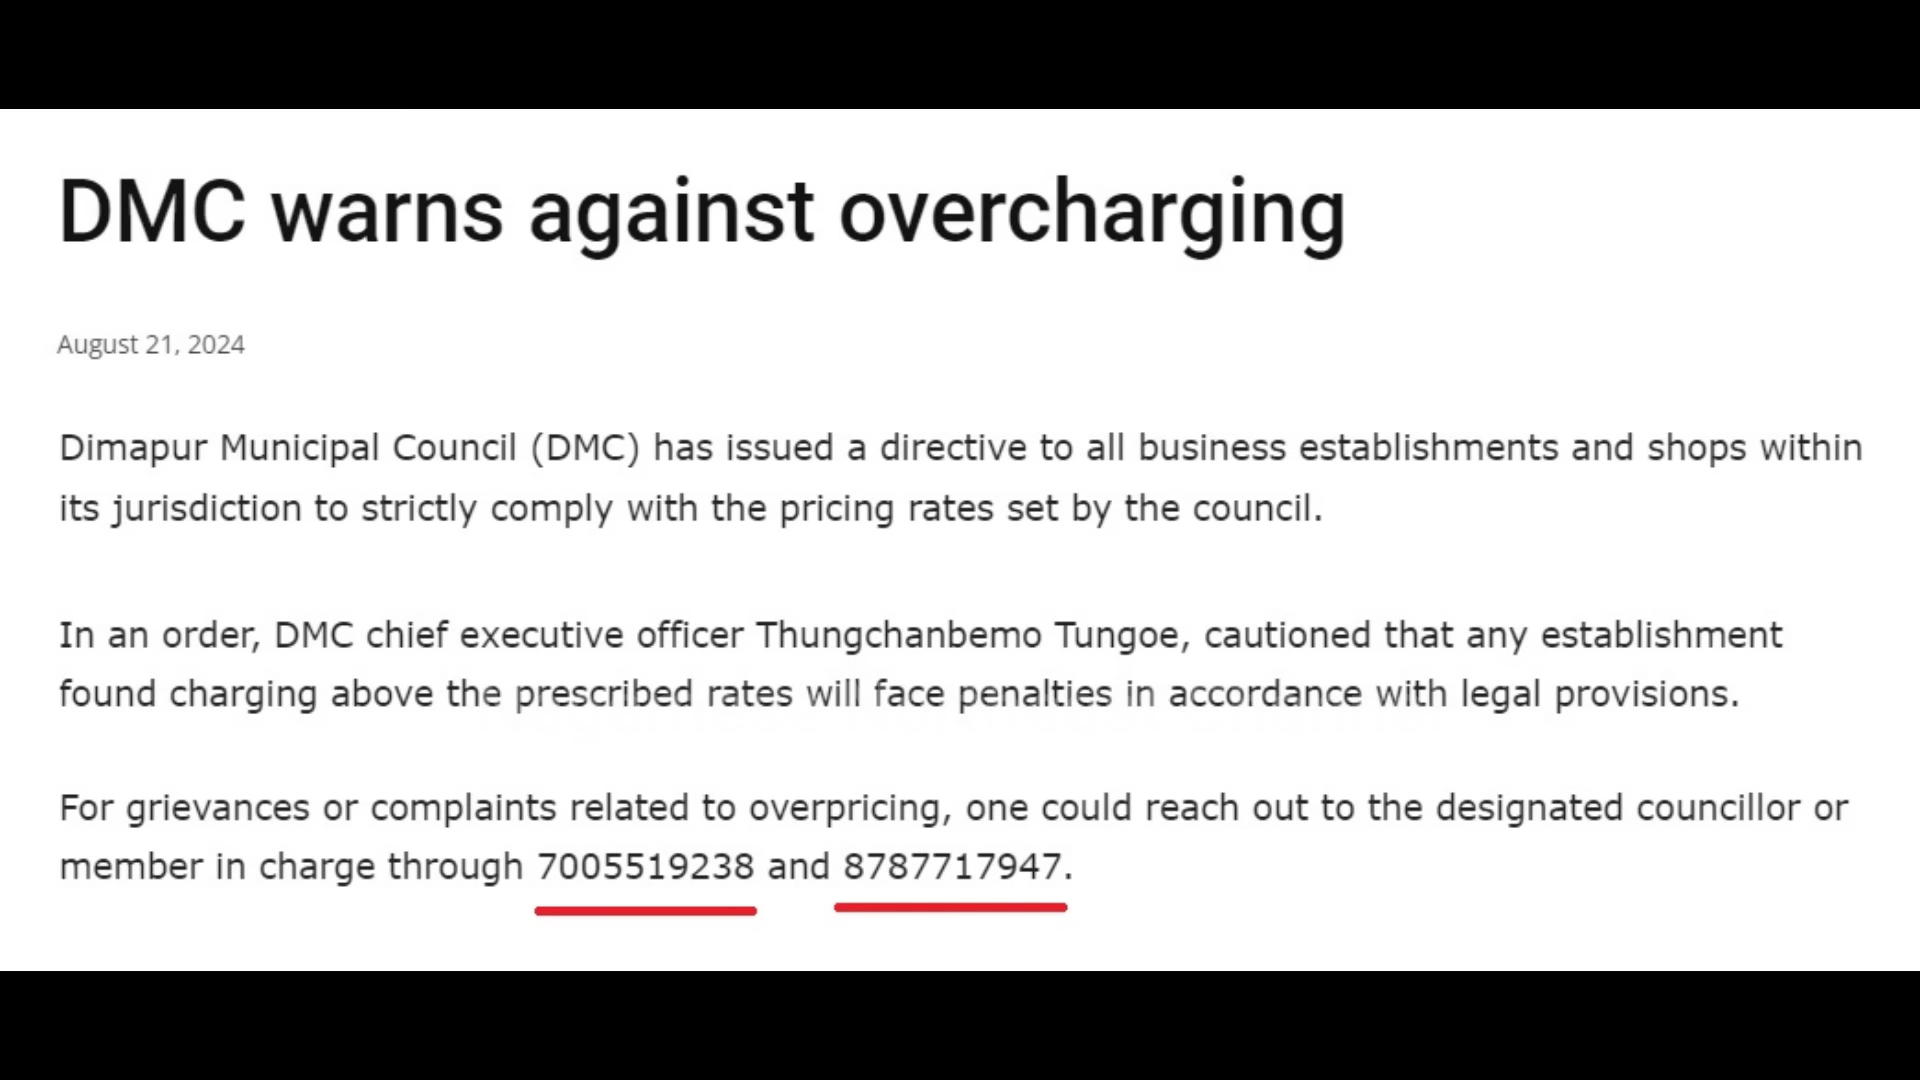 DMC warns against overcharging
August 21, 2024
Dimapur Municipal Council (DMC) has issued a directive to all business establishments and shops within
its jurisdiction to strictly comply with the pricing rates set by the council.
In an order, DMC chief executive officer Thungchanbemo Tungoe, cautioned that any establishment
found charging above the prescribed rates will face penalties in accordance with legal provisions.
For grievances or complaints related to overpricing, one could reach out to the designated councillor or
member in charge through 7005519238 and 8787717947.